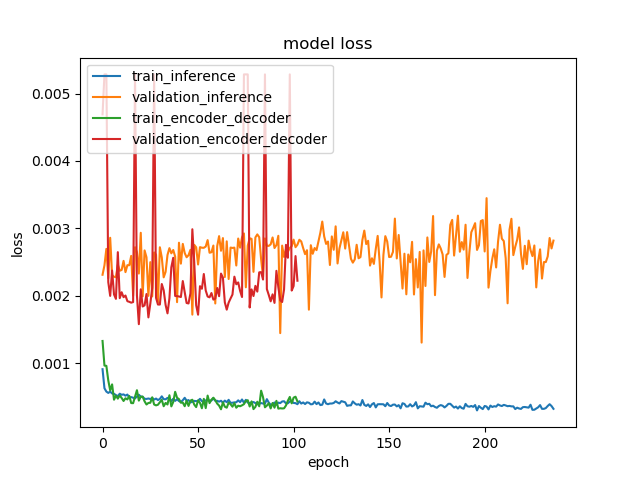 model loss
train_inference
validation_inference
train_encoder_decoder
validation_encoder_decoder
0.005
0.004
0.003
0.002
0.001
loss
0
50
100
150
200
epoch